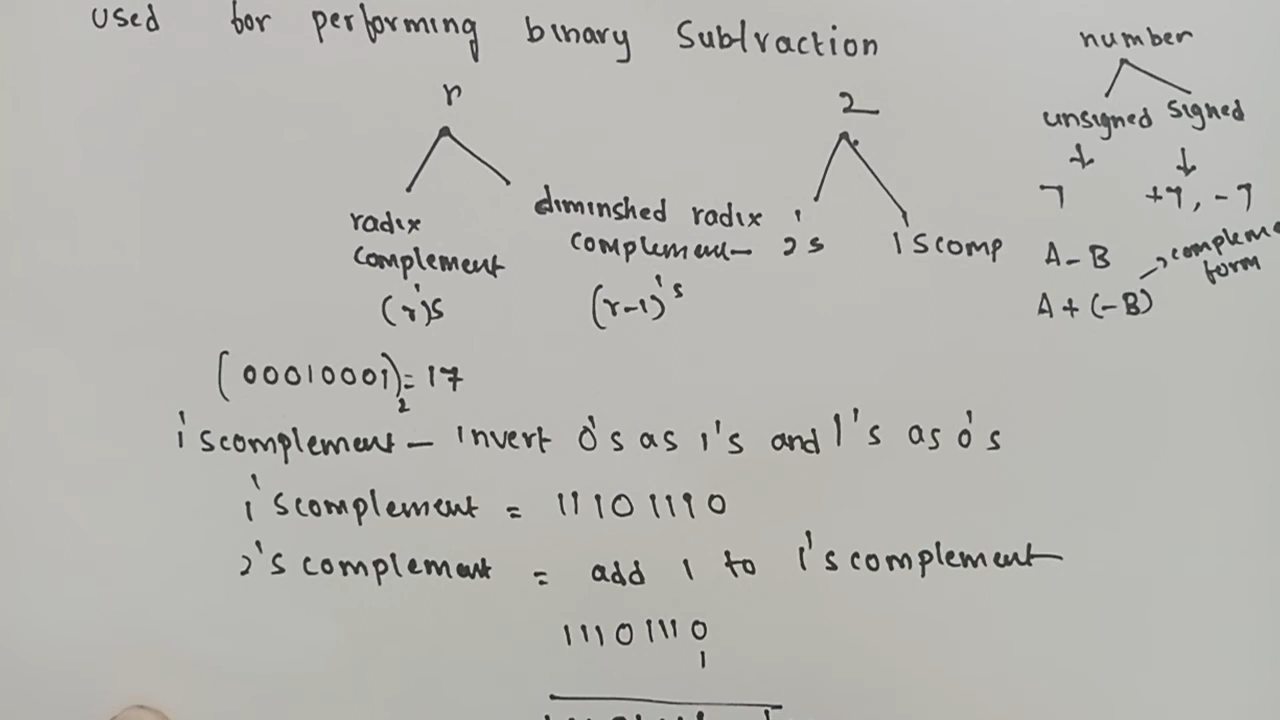 used for performing binary Subtraction
number
r
2
unsigned signed
7 +7, -7
radix
complement
(r)'s
diminshed radix
complement-
(r-1)'s
2's
1's comp
A-B
complem
form
A+(-B)
(00010001)₂=17
1's complement - invert 0's as 1's and 1's as 0's
1's complement = 11101110
2's complement = add 1 to 1's complement
11101110
1